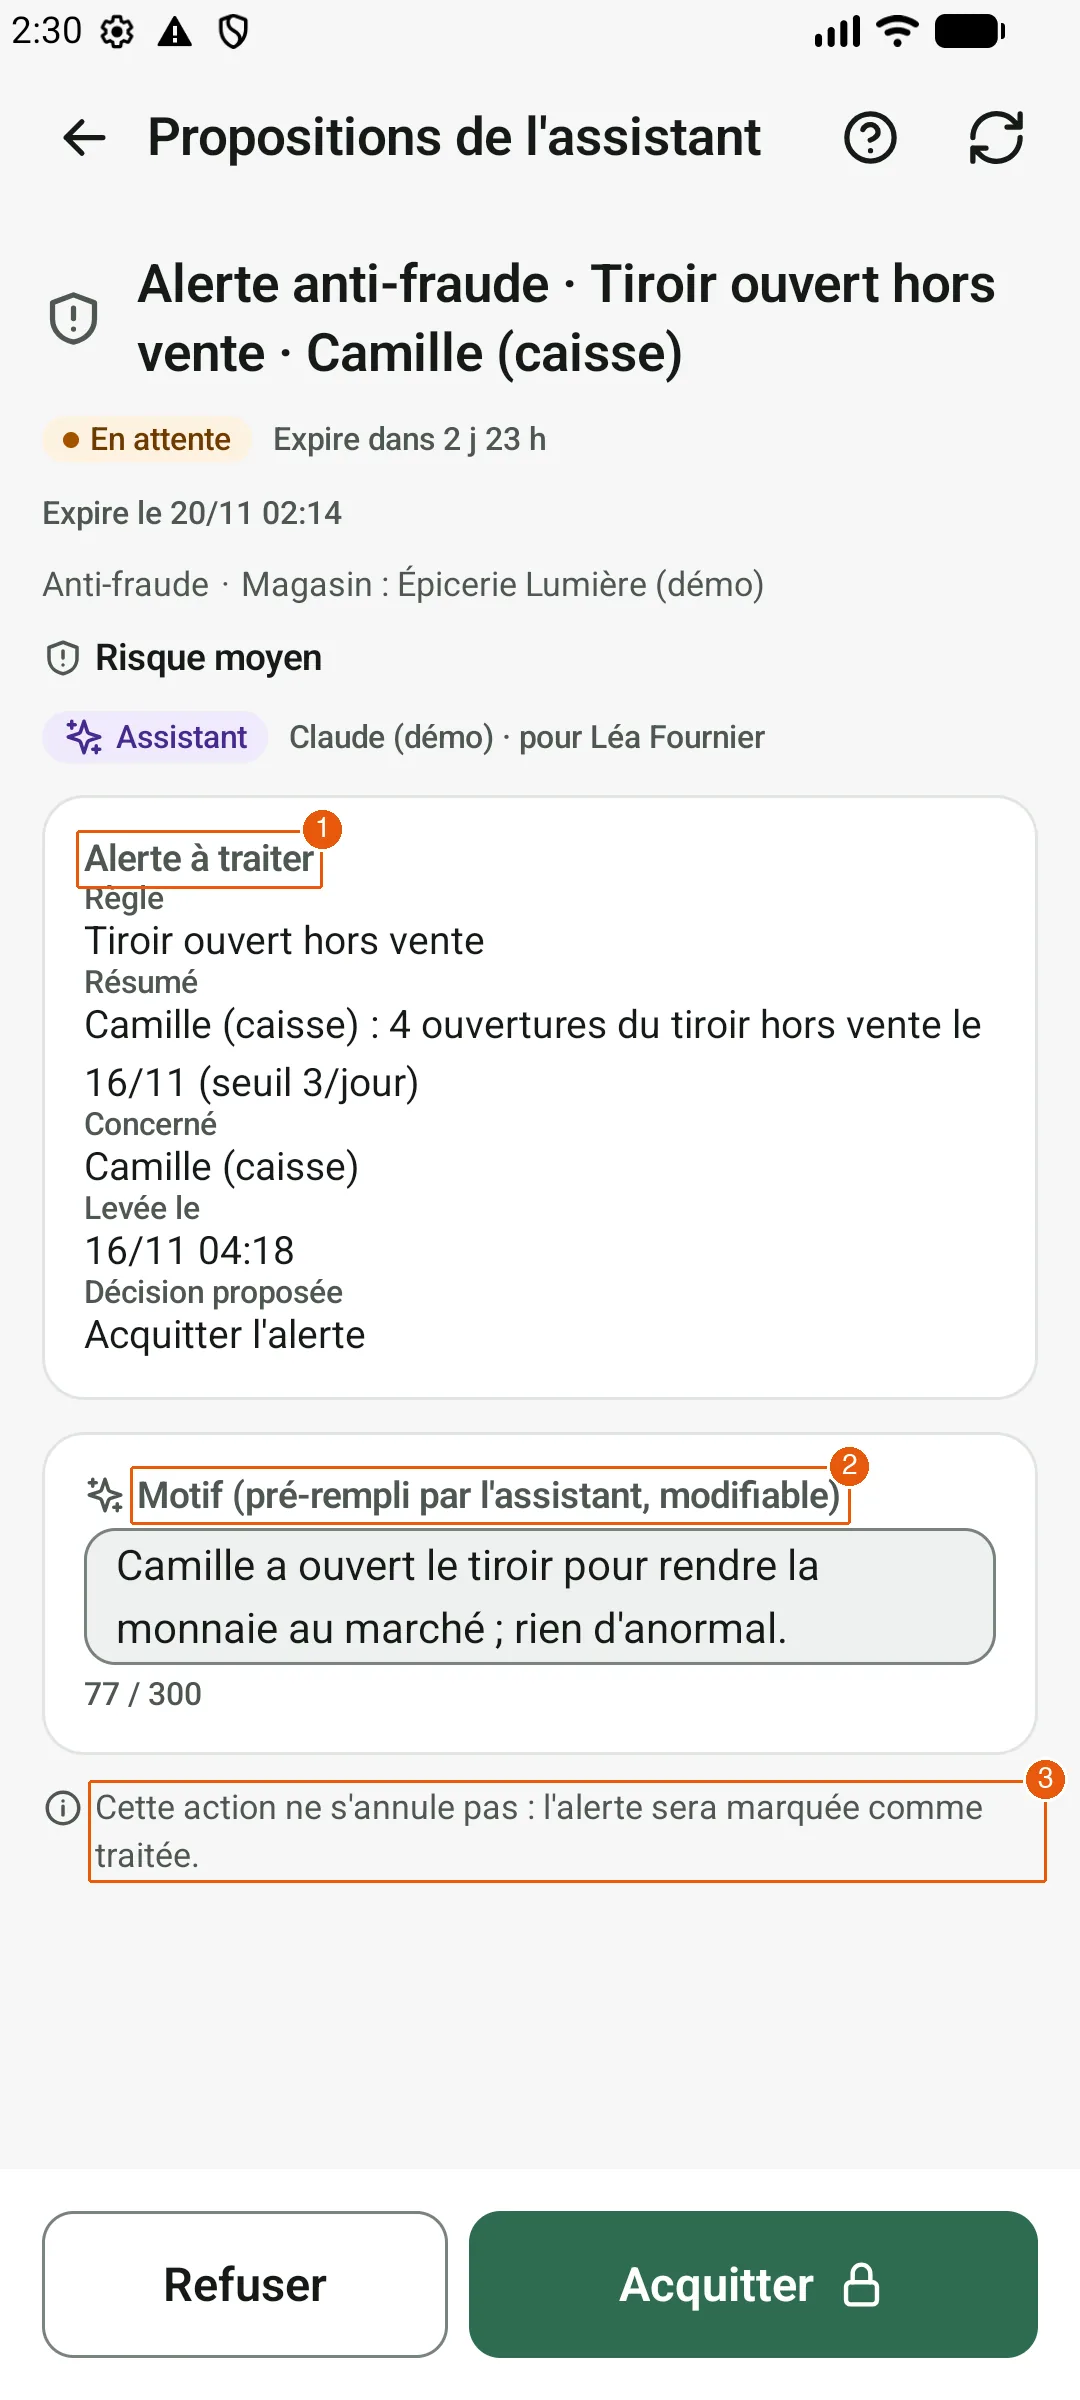 2:30
Propositions de l'assistant
Alerte anti-fraude · Tiroir ouvert hors
vente · Camille (caisse)
En attente Expire dans 2 j 23 h
Expire le 20/11 02:14
Anti-fraude · Magasin : Épicerie Lumière (démo)
Risque moyen
Assistant Claude (démo) · pour Léa Fournier
1
Alerte à traiter
Règle
Tiroir ouvert hors vente
Résumé
Camille (caisse) : 4 ouvertures du tiroir hors vente le
16/11 (seuil 3/jour)
Concerné
Camille (caisse)
Levée le
16/11 04:18
Décision proposée
Acquitter l'alerte
2
Motif (pré-rempli par l'assistant, modifiable)
Camille a ouvert le tiroir pour rendre la
monnaie au marché ; rien d'anormal.
77 / 300
3
Cette action ne s'annule pas : l'alerte sera marquée comme
traitée.
Refuser Acquitter